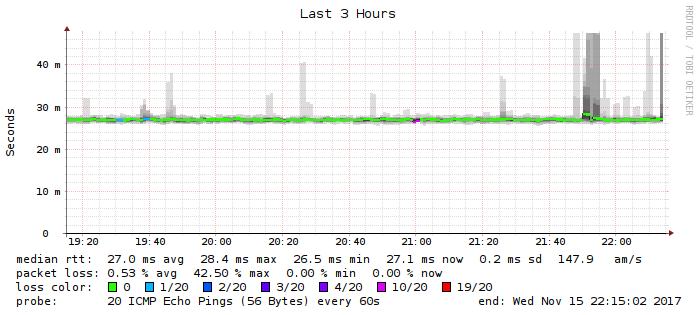 Last 3 Hours
RRDTOOL / TOBI OETIKER
Seconds
40 m
30 m
20 m
10 m
0
19:20 19:40 20:00 20:20 20:40 21:00 21:20 21:40 22:00
median rtt: 27.0 ms avg 28.4 ms max 26.5 ms min 27.1 ms now 0.2 ms sd 147.9 am/s
packet loss: 0.53 % avg 42.50 % max 0.00 % min 0.00 % now
loss color: 0 1/20 2/20 3/20 4/20 10/20 19/20
probe: 20 ICMP Echo Pings (56 Bytes) every 60s end: Wed Nov 15 22:15:02 2017